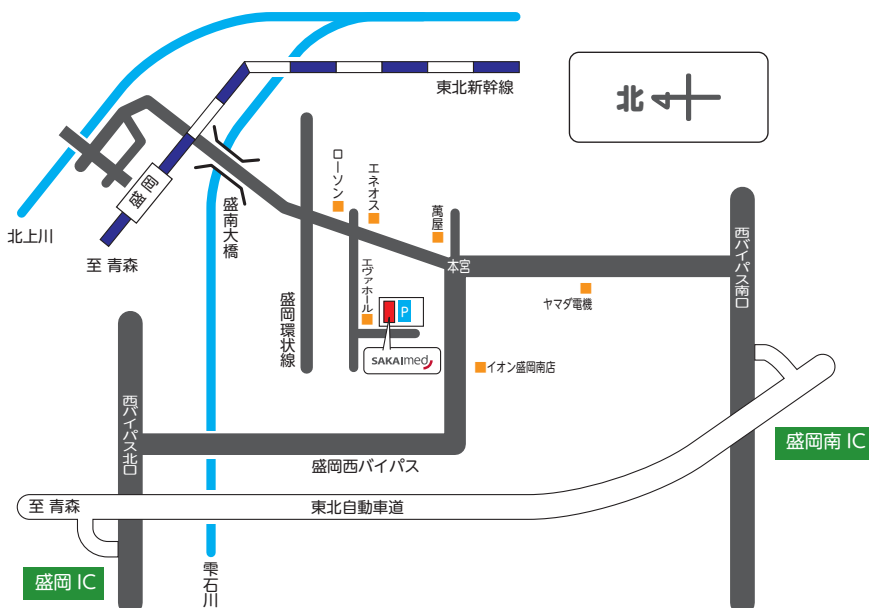 東北新幹線
北
盛岡
ローソン
エネオス
萬屋
北上川
盛南大橋
至 青森
本宮
西バイパス南口
エヴァホール
盛岡環状線
ヤマダ電機
P
SAKAImed
イオン盛岡南店
西バイパス北口
盛岡南 IC
盛岡西バイパス
至 青森
東北自動車道
盛岡 IC
雫石川